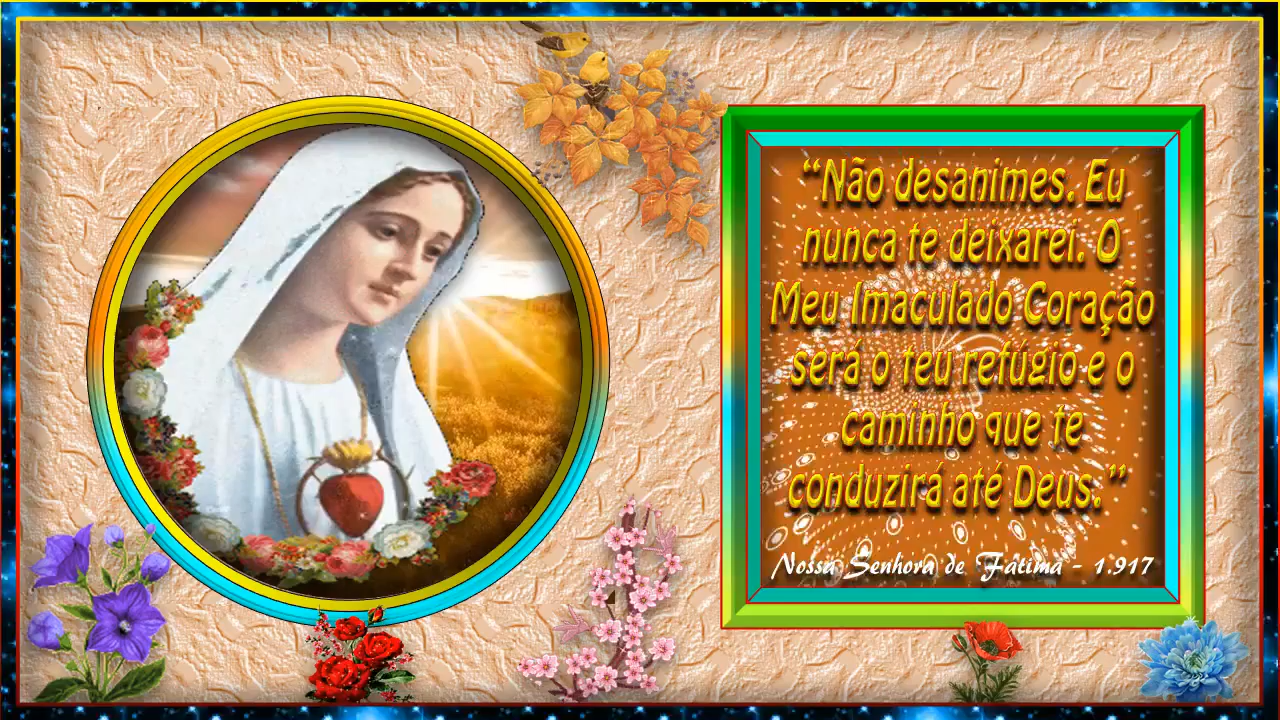 “Não desanimes. Eu
nunca te deixarei. O
Meu Imaculado Coração
será o teu refúgio e o
caminho que te
conduzirá até Deus.”
Nossa Senhora de Fátima - 1.917